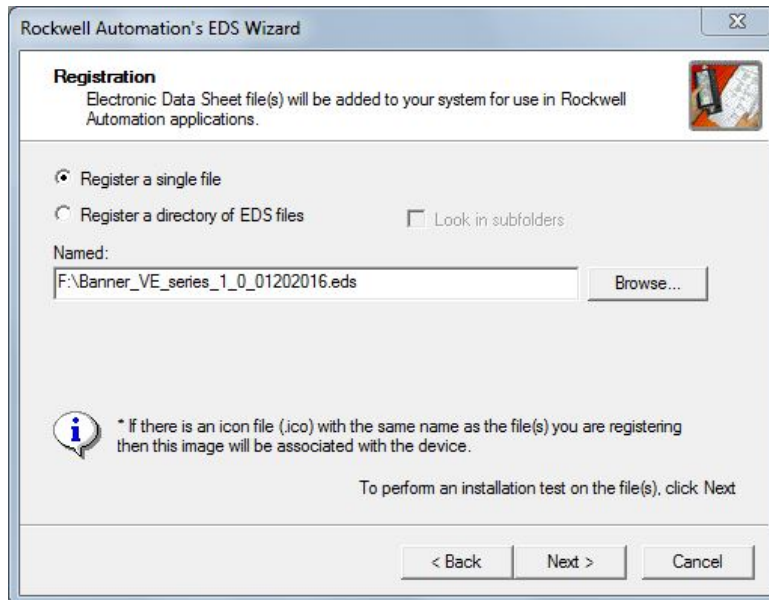 Rockwell Automation's EDS Wizard
Registration
Electronic Data Sheet file(s) will be added to your system for use in Rockwell
Automation applications.
Register a single file
Register a directory of EDS files
Look in subfolders
Named:
F:\Banner_VE_series_1_0_01202016.eds
Browse...
* If there is an icon file (.ico) with the same name as the file(s) you are registering
then this image will be associated with the device.
To perform an installation test on the file(s), click Next
< Back
Next >
Cancel